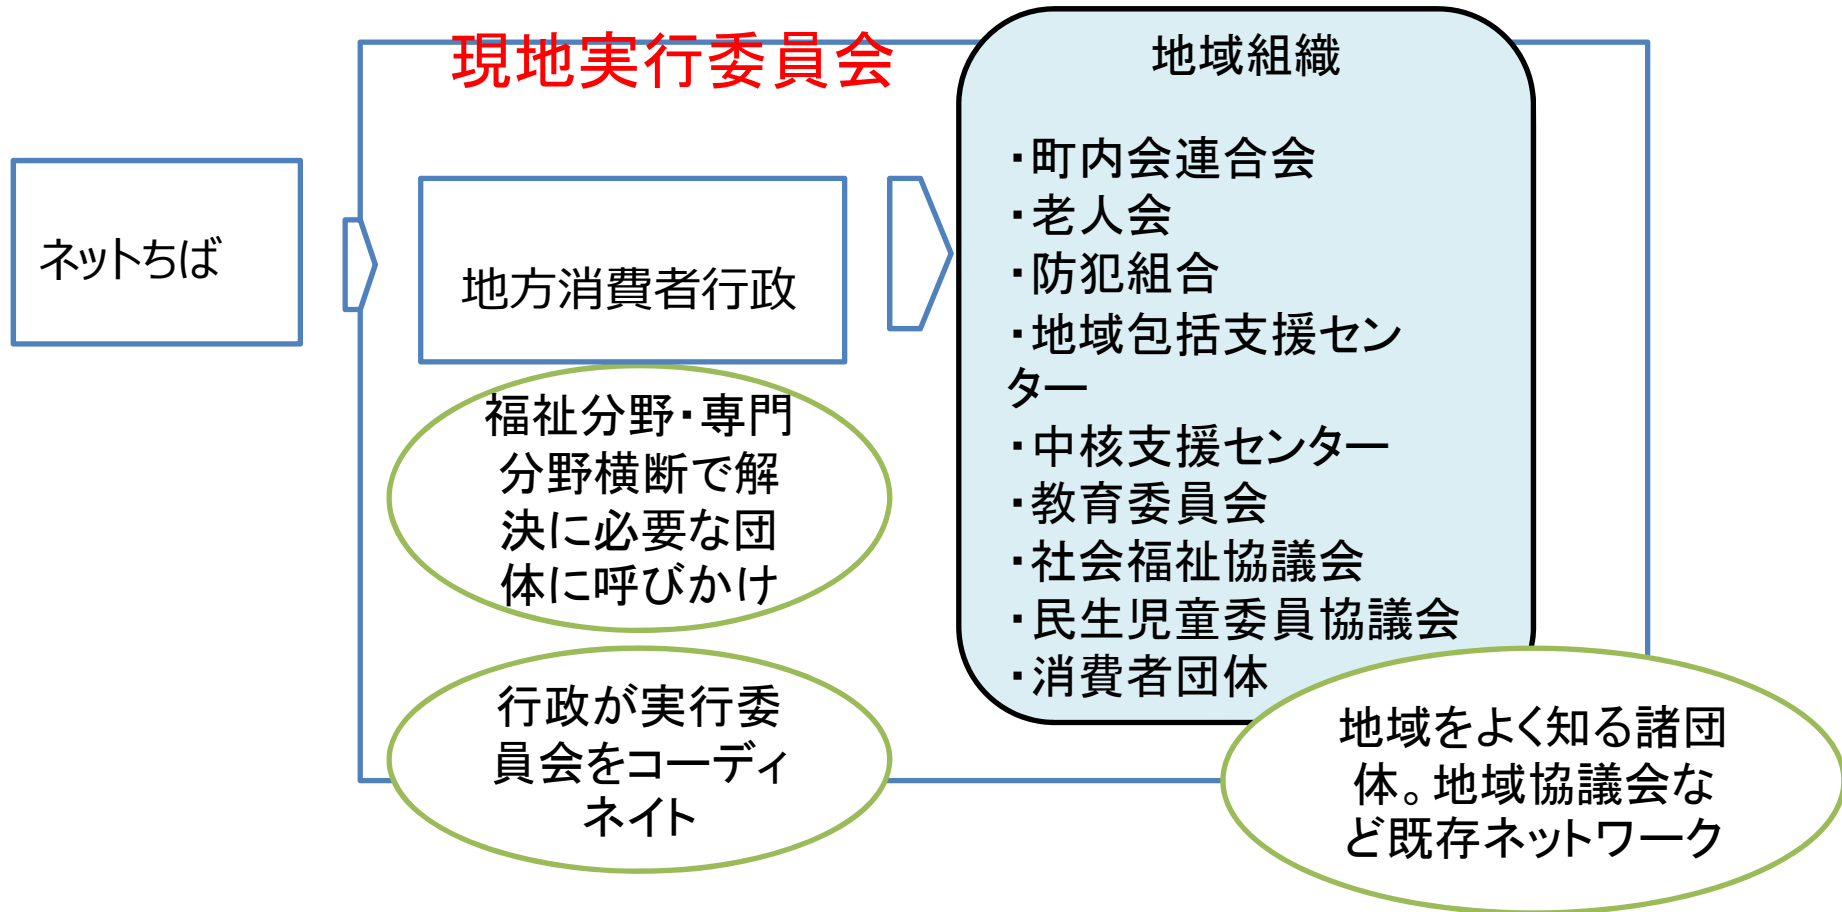 現地実行委員会
ネットちば
地方消費者行政
福祉分野・専門
分野横断で解
決に必要な団
体に呼びかけ
行政が実行委
員会をコーディ
ネイト
地域組織
・町内会連合会
・老人会
・防犯組合
・地域包括支援セン
ター
・中核支援センター
・教育委員会
・社会福祉協議会
・民生児童委員協議会
・消費者団体
地域をよく知る諸団
体。地域協議会な
ど既存ネットワーク